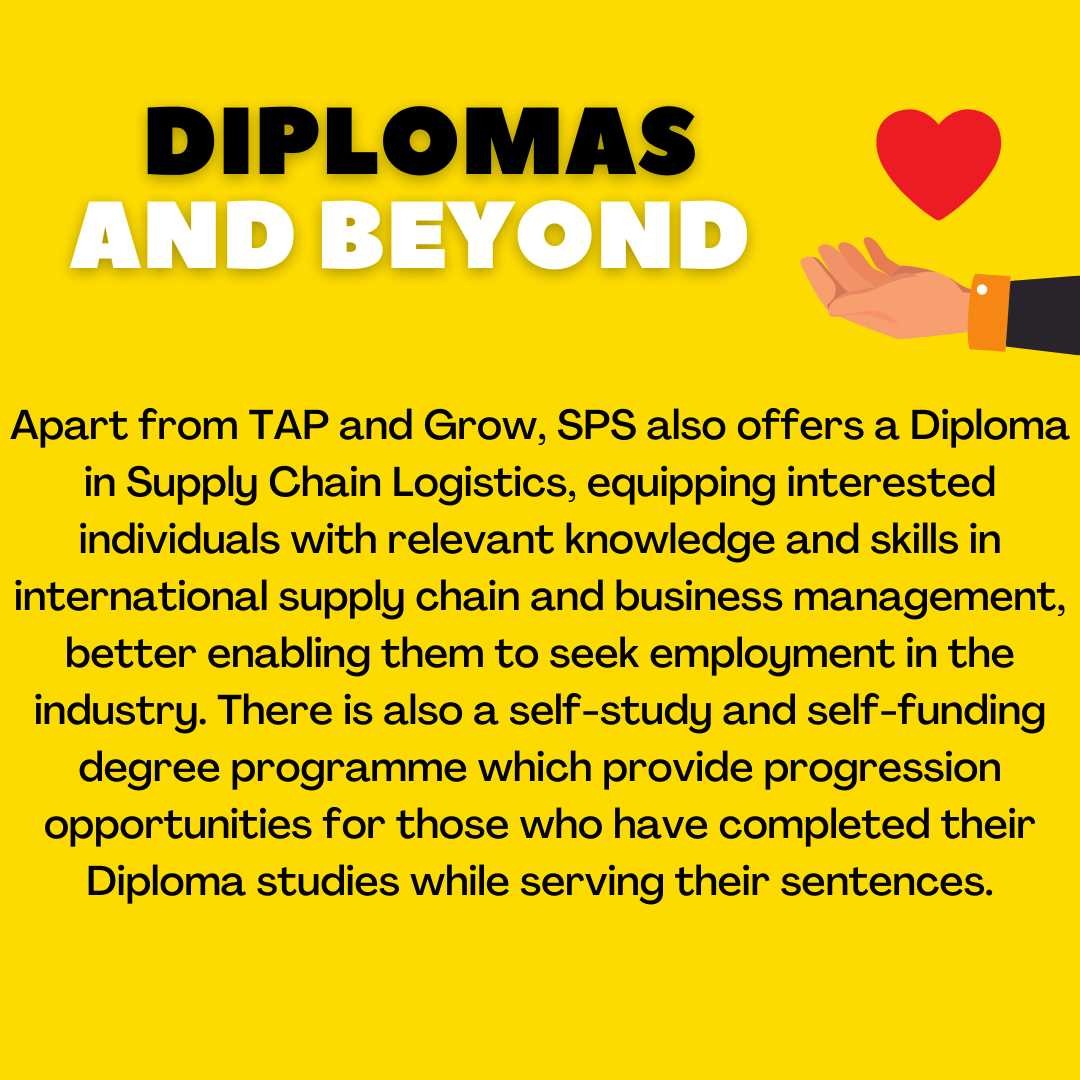 DIPLOMAS
AND BEYOND
Apart from TAP and Grow, SPS also offers a Diploma
in Supply Chain Logistics, equipping interested
individuals with relevant knowledge and skills in
international supply chain and business management,
better enabling them to seek employment in the
industry. There is also a self-study and self-funding
degree programme which provide progression
opportunities for those who have completed their
Diploma studies while serving their sentences.